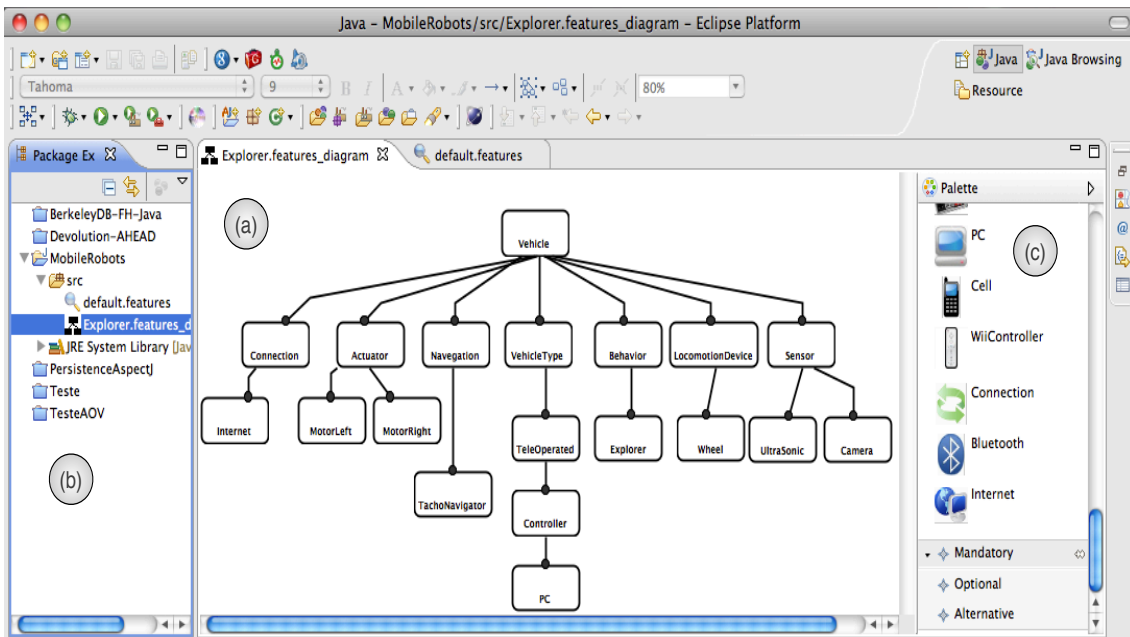 Java - MobileRobots/src/Explorer.features_diagram - Eclipse Platform
Java
Java Browsing
Tahoma
9
B I
A
80%
Resource
Package Ex
Explorer.features_diagram
default.features
BerkeleyDB-FH-Java
Devolution-AHEAD
MobileRobots
src
default.features
Explorer.features_d
JRE System Library [Jav
PersistenceAspectJ
Teste
TesteAOV
(b)
(a)
Vehicle
Connection
Actuator
Navegation
VehicleType
Behavior
LocomotionDevice
Sensor
Internet
MotorLeft
MotorRight
TeleOperated
Explorer
Wheel
UltraSonic
Camera
TachoNavigator
Controller
PC
Palette
(c)
PC
Cell
WiiController
Connection
Bluetooth
Internet
Mandatory
Optional
Alternative